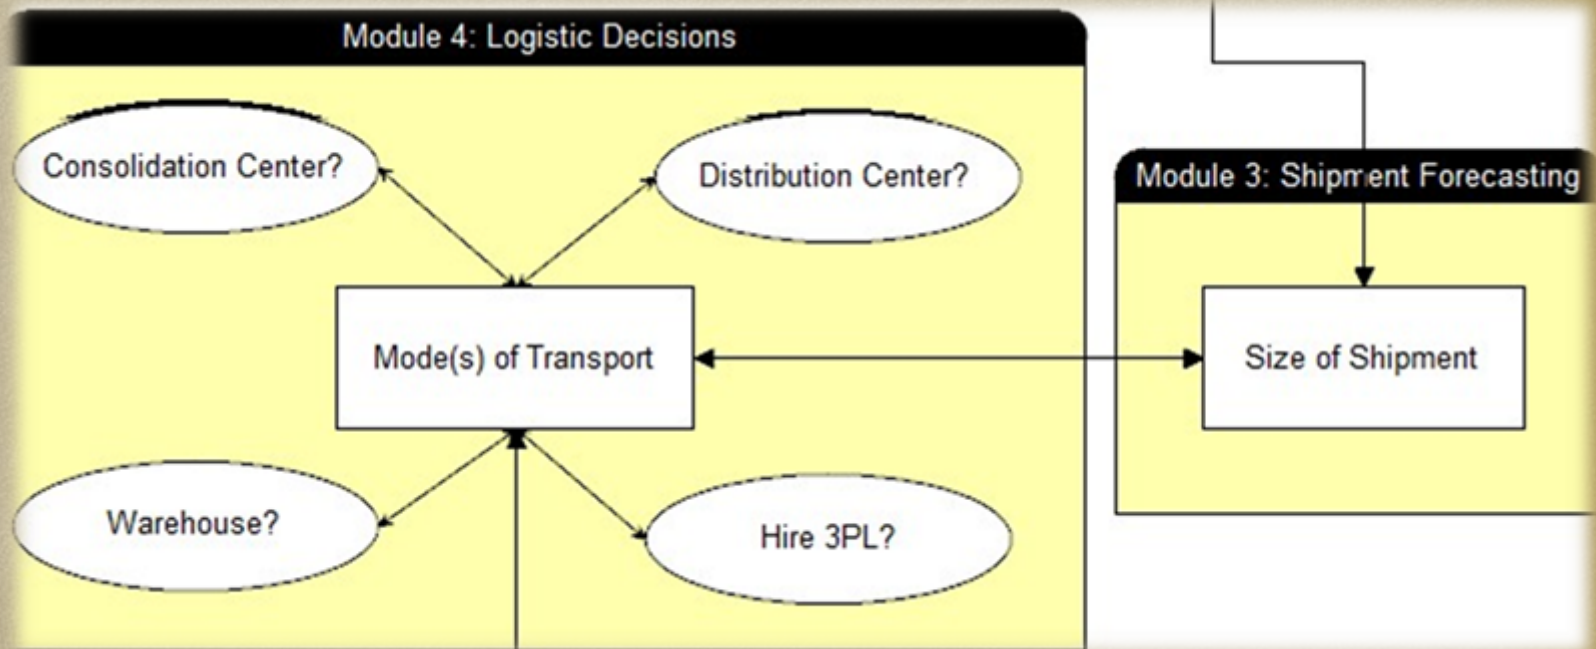 Module 4: Logistic Decisions
Consolidation Center?
Distribution Center?
Module 3: Shipment Forecasting
Mode(s) of Transport
Size of Shipment
Warehouse?
Hire 3PL?